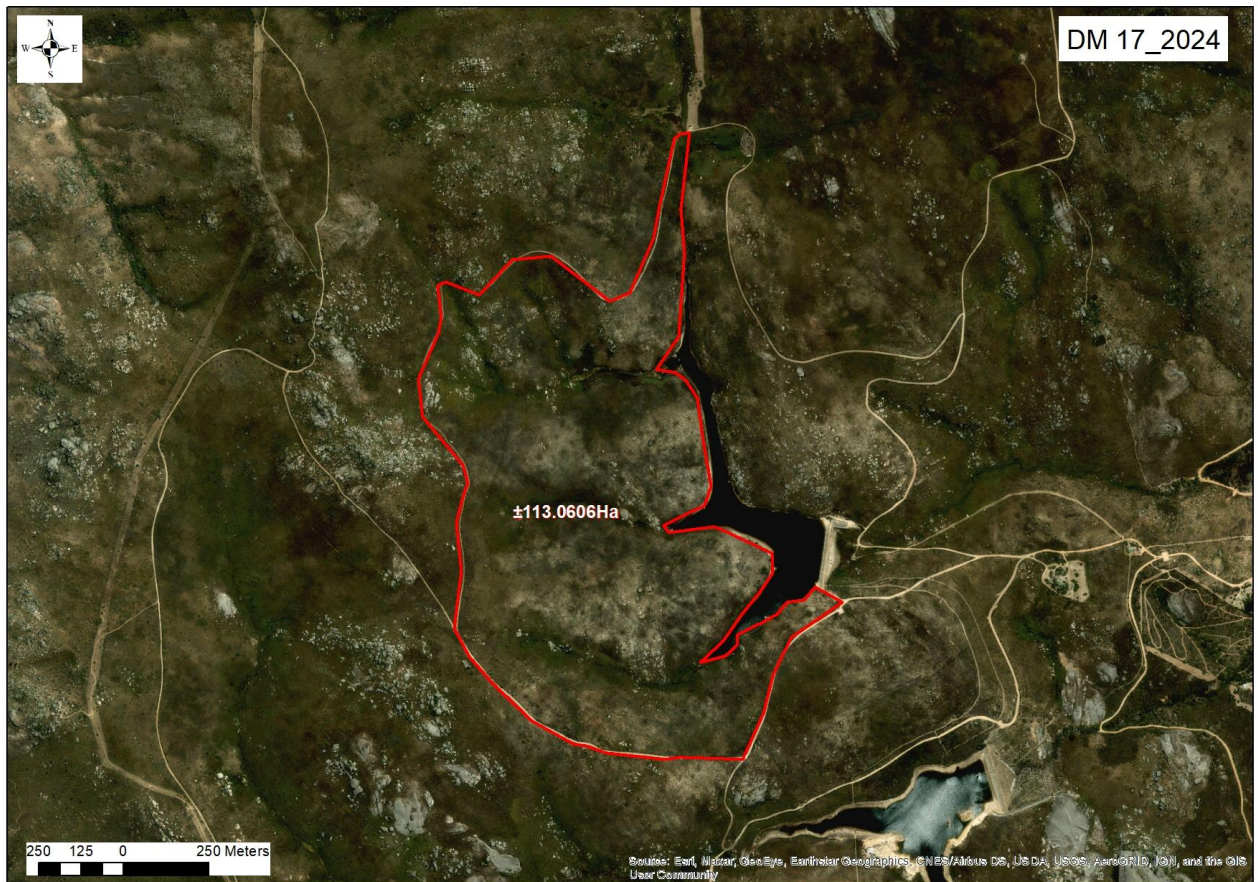 N
W E
S
DM 17_2024
±113.0606Ha
250 125 0 250 Meters
Source: Esri, Maxar, GeoEye, Earthstar Geographics, CNES/Airbus DS, USDA, USGS, AeroGRID, IGN, and the GIS
User Community